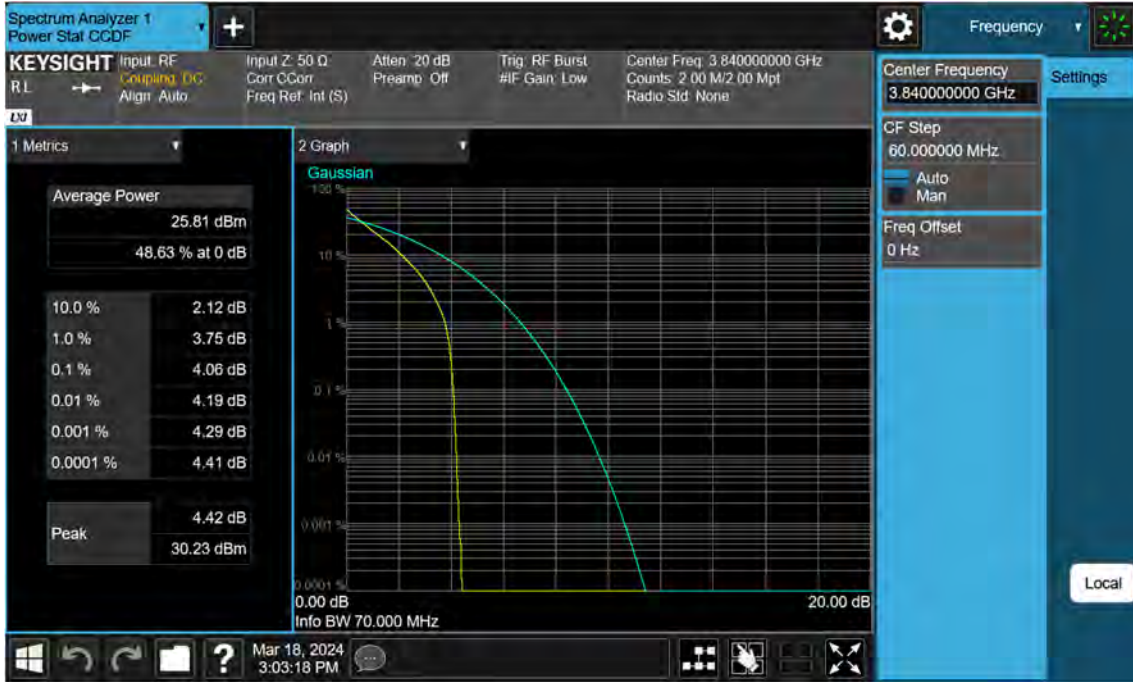 Spectrum Analyzer 1
Power Stat CCDF
Frequency
KEYSIGHT
R L
LXI
Input: RF
Coupling: DC
Align: Auto
Input Z: 50 Ω
Corr CCorr
Freq Ref: Int (S)
Atten: 20 dB
Preamp: Off
Trig: RF Burst
#IF Gain: Low
Center Freq: 3.840000000 GHz
Counts: 2.00 M/2.00 Mpt
Radio Std: None
Center Frequency
3.840000000 GHz
Settings
CF Step
60.000000 MHz
Auto
Man
Freq Offset
0 Hz
1 Metrics
Average Power
25.81 dBm
48.63 % at 0 dB
10.0 % 2.12 dB
1.0 % 3.75 dB
0.1 % 4.06 dB
0.01 % 4.19 dB
0.001 % 4.29 dB
0.0001 % 4.41 dB
Peak
4.42 dB
30.23 dBm
2 Graph
Gaussian
100 %
10 %
1 %
0.1 %
0.01 %
0.001 %
0.0001 %
0.00 dB 20.00 dB
Info BW 70.000 MHz
Local
Mar 18, 2024
3:03:18 PM